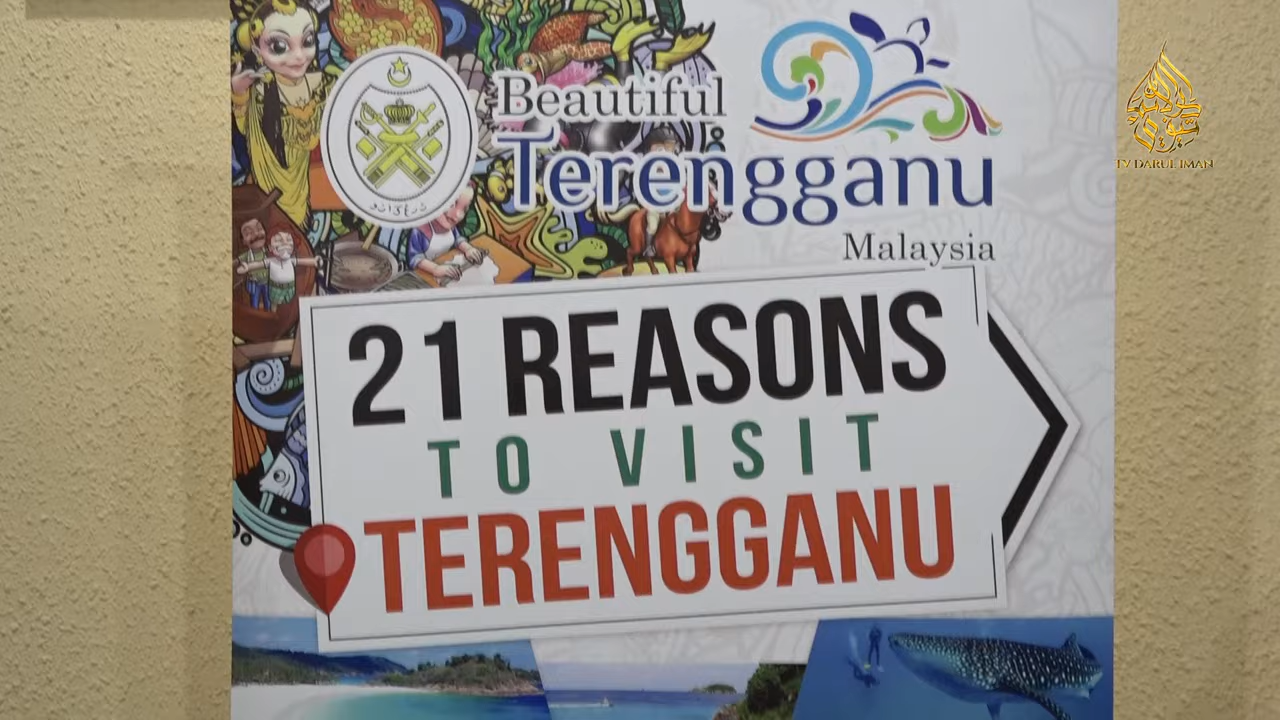 Beautiful
Terengganu
Malaysia
21 REASONS
TO VISIT
TERENGGANU
TV DARUL IMAN